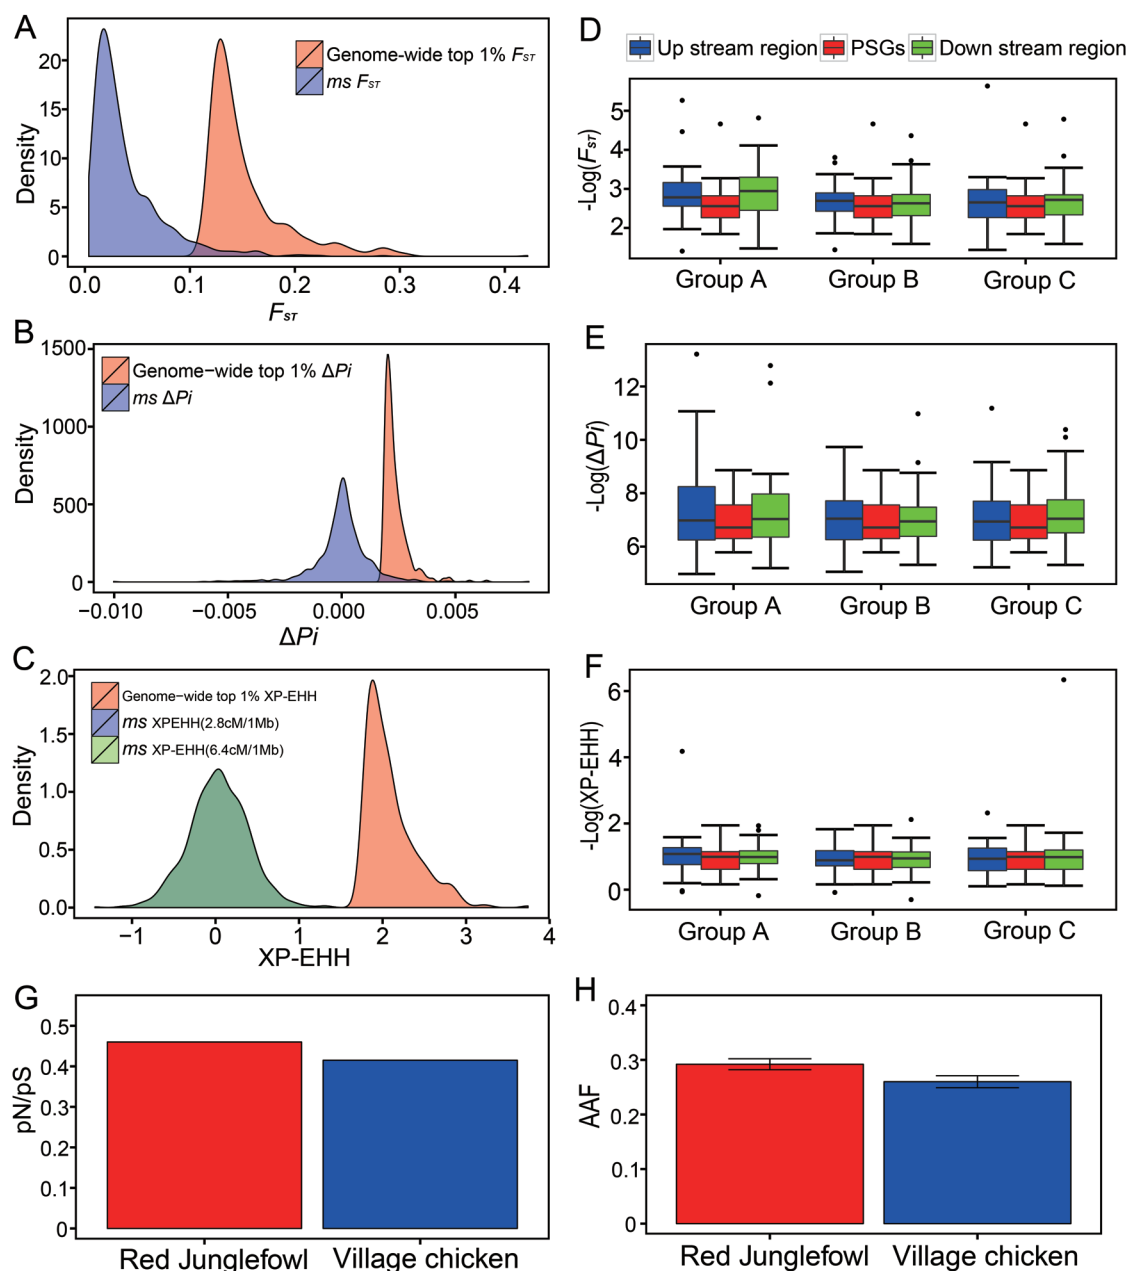 A
Genome-wide top 1% FST
ms FST
Density
20
15
10
5
0
0.0 0.1 0.2 0.3 0.4
FST
B
Genome−wide top 1% ΔPi
ms ΔPi
Density
1500
1000
500
0
−0.010 −0.005 0.000 0.005
ΔPi
C
Genome−wide top 1% XP-EHH
ms XPEHH(2.8cM/1Mb)
ms XP-EHH(6.4cM/1Mb)
Density
2.0
1.5
1.0
0.5
0.0
−1 0 1 2 3 4
XP-EHH
D
Up stream region PSGs Down stream region
-Log(FST)
5
4
3
2
Group A Group B Group C
E
-Log(ΔPi)
12
10
8
6
Group A Group B Group C
F
-Log(XP-EHH)
6
4
2
0
Group A Group B Group C
G
pN/pS
0.5
0.4
0.3
0.2
0.1
0
Red Junglefowl Village chicken
H
AAF
0.4
0.3
0.2
0.1
0
Red Junglefowl Village chicken